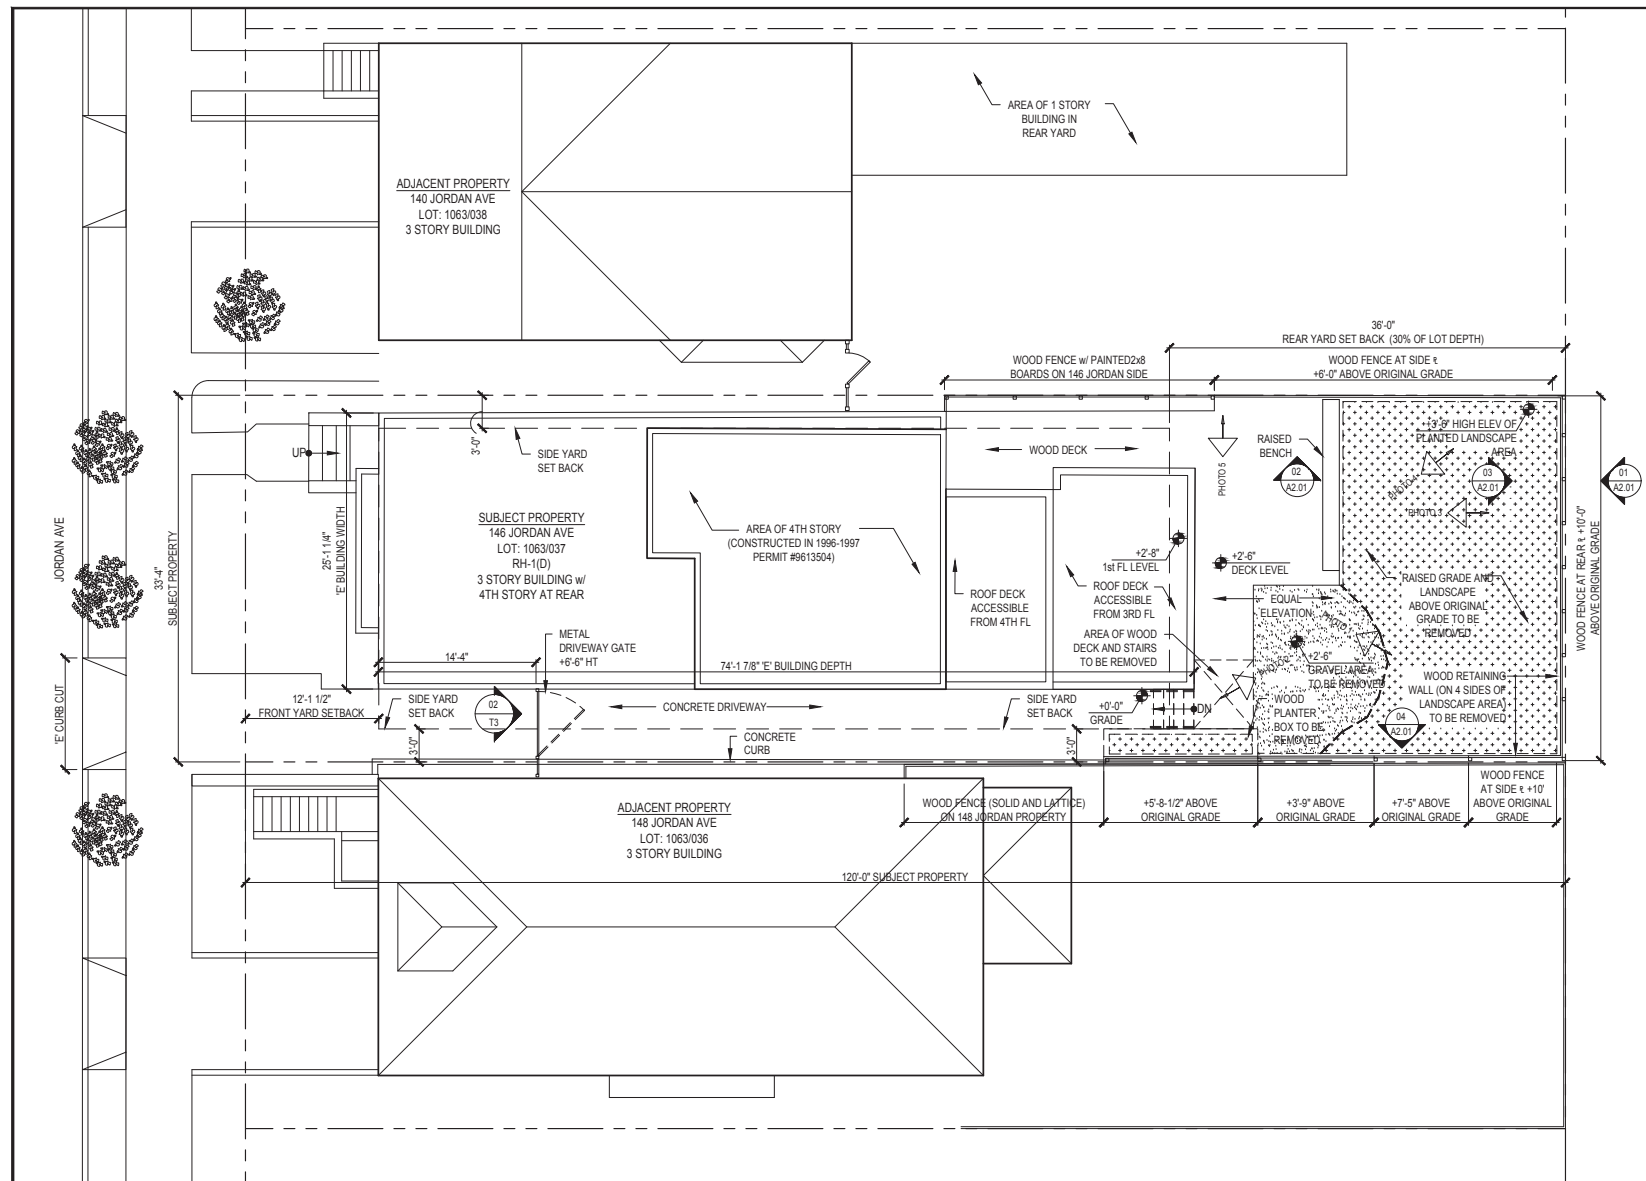 AREA OF 1 STORY
BUILDING IN
REAR YARD
ADJACENT PROPERTY
140 JORDAN AVE
LOT: 1063/038
3 STORY BUILDING
36'-0"
REAR YARD SET BACK (30% OF LOT DEPTH)
WOOD FENCE w/ PAINTED2x8
BOARDS ON 146 JORDAN SIDE
WOOD FENCE AT SIDE
+6'-0" ABOVE ORIGINAL GRADE
UP
3'-0"
SIDE YARD
SET BACK
WOOD DECK
PHOTO 5
RAISED
BENCH
02
A2.01
+3'-6" HIGH ELEV OF
PLANTED LANDSCAPE
AREA
PHOTO 4
03
A2.01
PHOTO 3
01
A2.01
WOOD FENCE AT REAR +10'-0"
ABOVE ORIGINAL GRADE
JORDAN AVE
33'-4"
SUBJECT PROPERTY
25'-1 1/4"
'E' BUILDING WIDTH
SUBJECT PROPERTY
146 JORDAN AVE
LOT: 1063/037
RH-1(D)
3 STORY BUILDING w/
4TH STORY AT REAR
AREA OF 4TH STORY
(CONSTRUCTED IN 1996-1997
PERMIT #9613504)
ROOF DECK
ACCESSIBLE
FROM 4TH FL
+2'-8"
1st FL LEVEL
ROOF DECK
ACCESSIBLE
FROM 3RD FL
+2'-6"
DECK LEVEL
EQUAL
ELEVATION
RAISED GRADE AND
LANDSCAPE
ABOVE ORIGINAL
GRADE TO BE
REMOVED
PHOTO 1
+2'-6"
GRAVEL AREA
TO BE REMOVED
PHOTO 2
AREA OF WOOD
DECK AND STAIRS
TO BE REMOVED
METAL
DRIVEWAY GATE
+6'-6" HT
14'-4"
74'-1 7/8" 'E' BUILDING DEPTH
WOOD RETAINING
WALL (ON 4 SIDES OF
LANDSCAPE AREA)
TO BE REMOVED
'E' CURB CUT
12'-1 1/2"
FRONT YARD SETBACK
SIDE YARD
SET BACK
02
T3
CONCRETE DRIVEWAY
SIDE YARD
SET BACK
+0'-0"
GRADE
DN
WOOD
PLANTER
BOX TO BE
REMOVED
04
A2.01
3'-0"
CONCRETE
CURB
3'-0"
ADJACENT PROPERTY
148 JORDAN AVE
LOT: 1063/036
3 STORY BUILDING
WOOD FENCE (SOLID AND LATTICE)
ON 148 JORDAN PROPERTY
+5'-8-1/2" ABOVE
ORIGINAL GRADE
+3'-9" ABOVE
ORIGINAL GRADE
+7'-5" ABOVE
ORIGINAL GRADE
WOOD FENCE
AT SIDE +10'
ABOVE ORIGINAL
GRADE
120'-0" SUBJECT PROPERTY